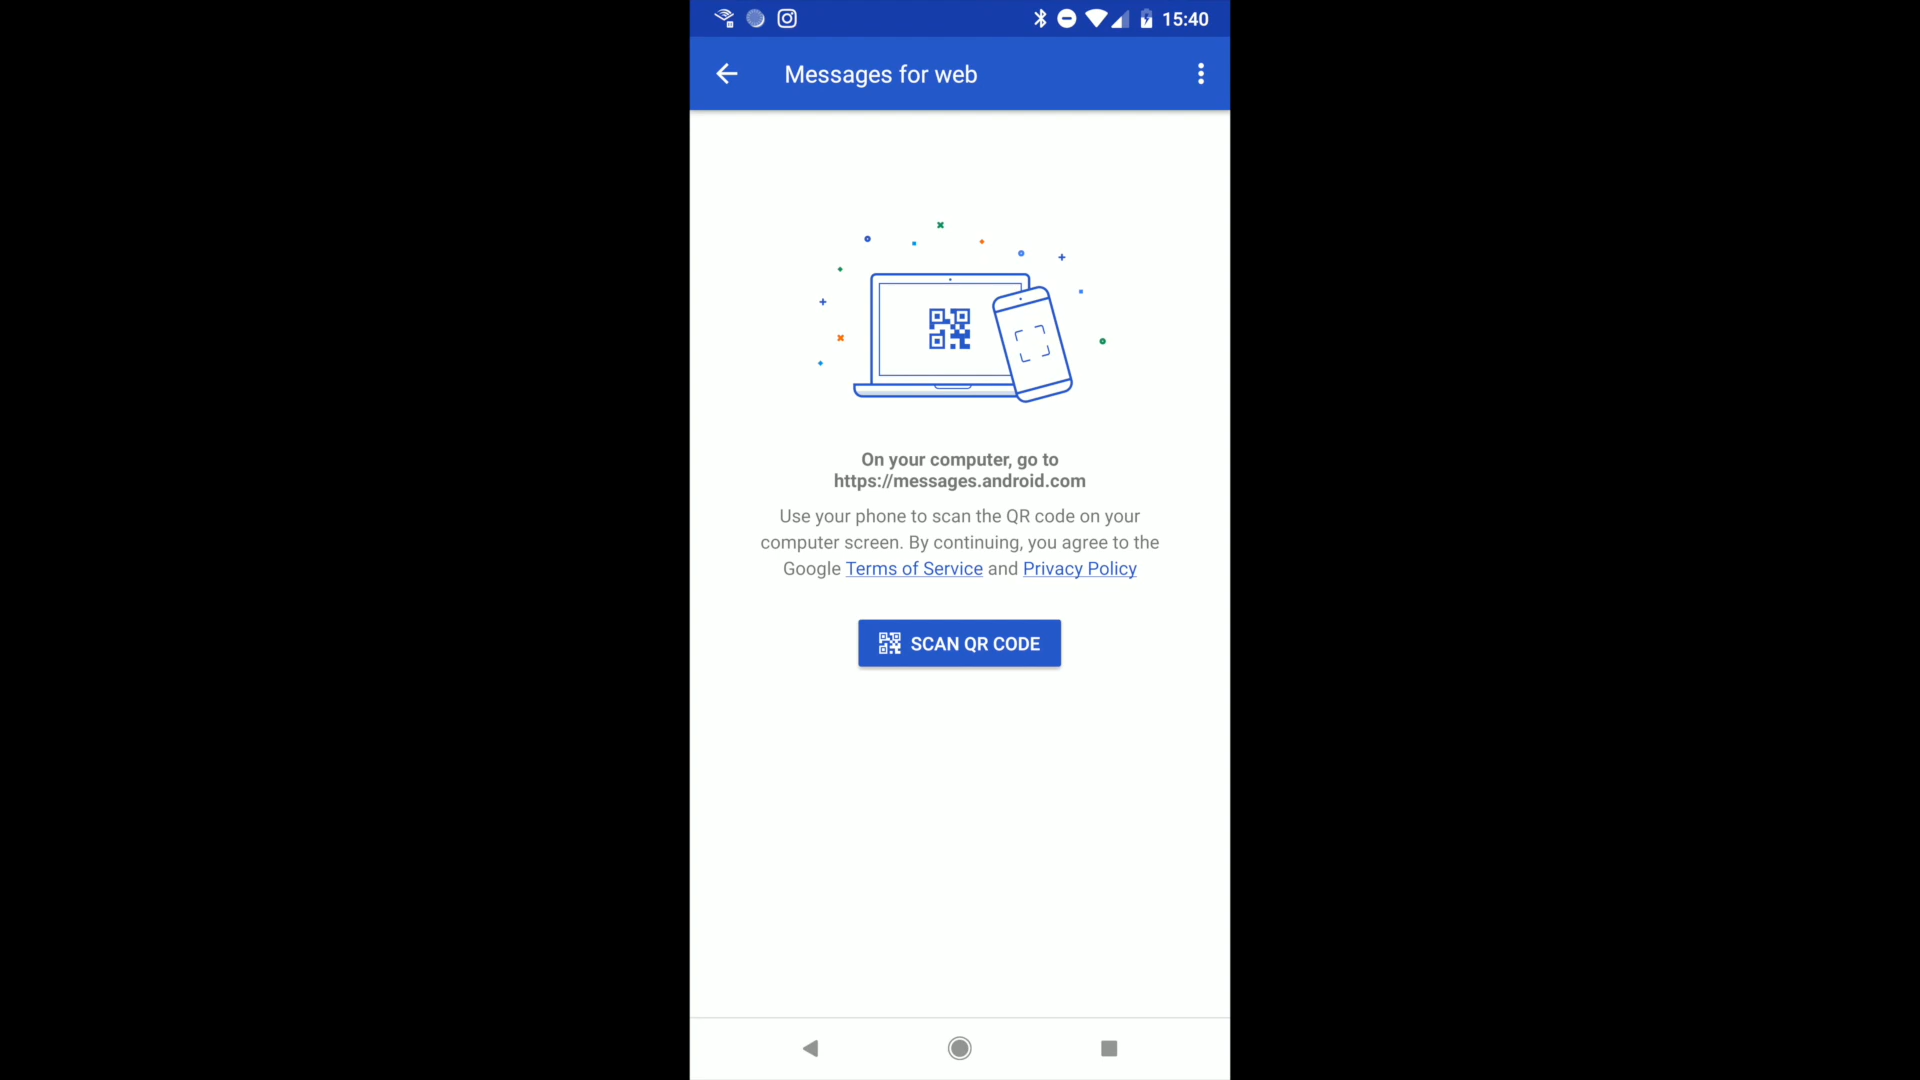 15:40
Messages for web
On your computer, go to
https://messages.android.com
Use your phone to scan the QR code on your
computer screen. By continuing, you agree to the
Google Terms of Service and Privacy Policy
SCAN QR CODE